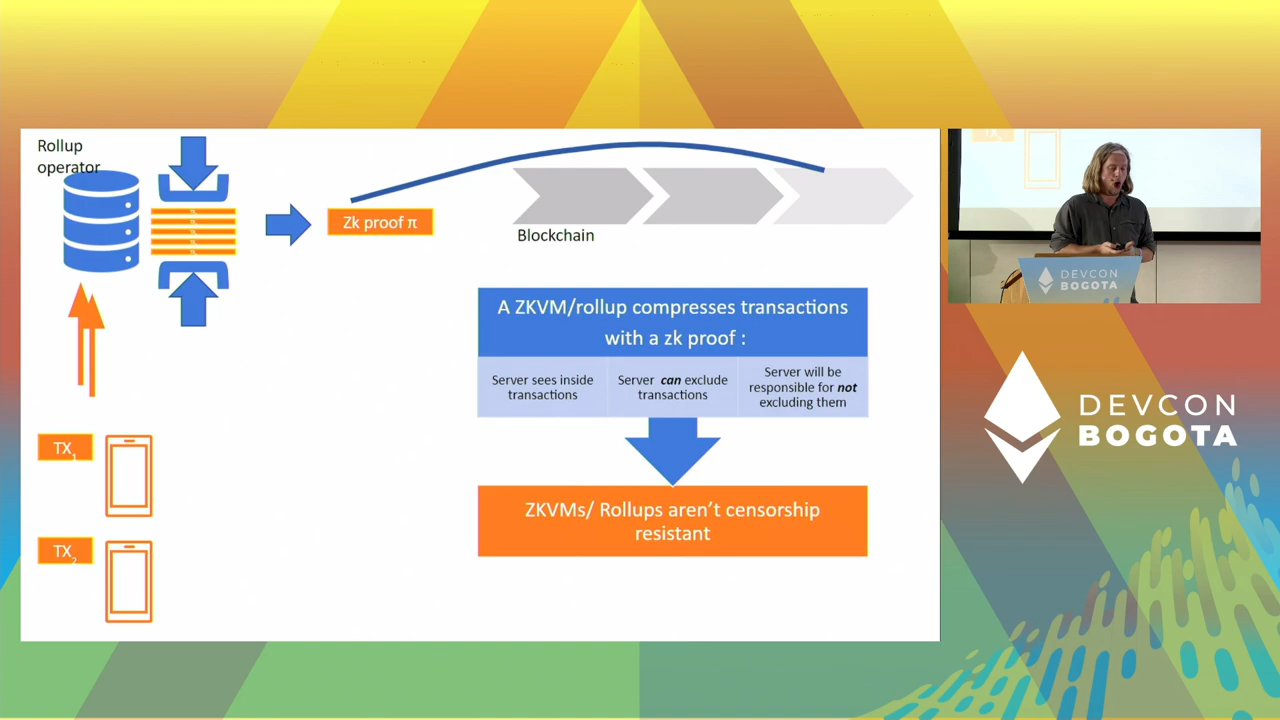 Rollup
operator
Zk proof π
Blockchain
A ZKVM/rollup compresses transactions
with a zk proof :
Server sees inside
transactions
Server can exclude
transactions
Server will be
responsible for not
excluding them
ZKVMs/ Rollups aren't censorship
resistant
TX1
TX2
DEVCON
BOGOTA
DEVCON
BOGOTA